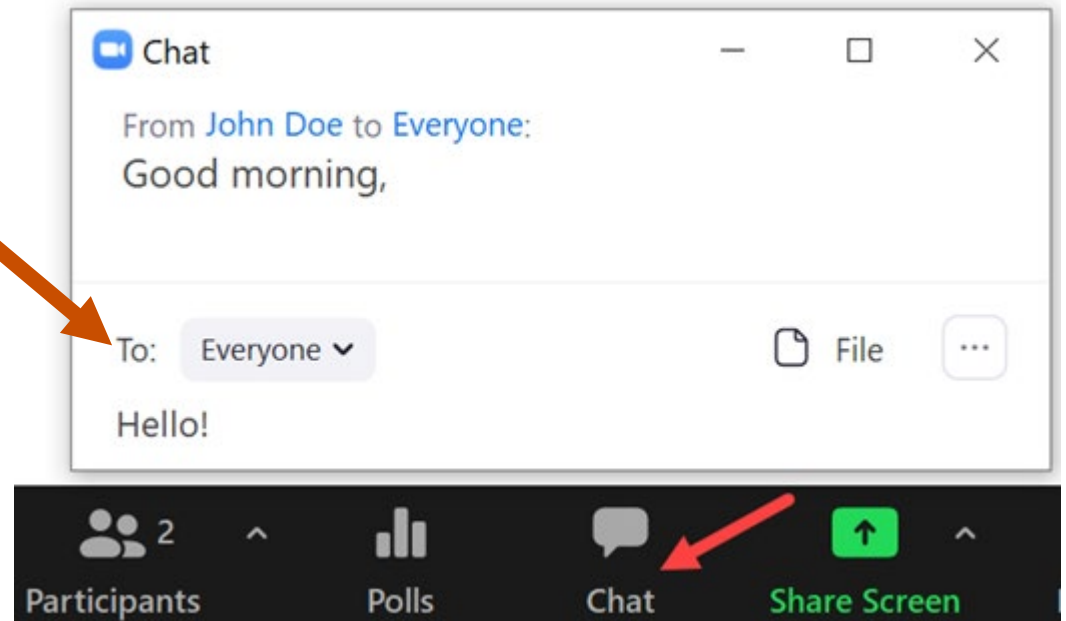 Chat
From John Doe to Everyone:
Good morning,
To: Everyone File ...
Hello!
2
Participants Polls Chat Share Screen